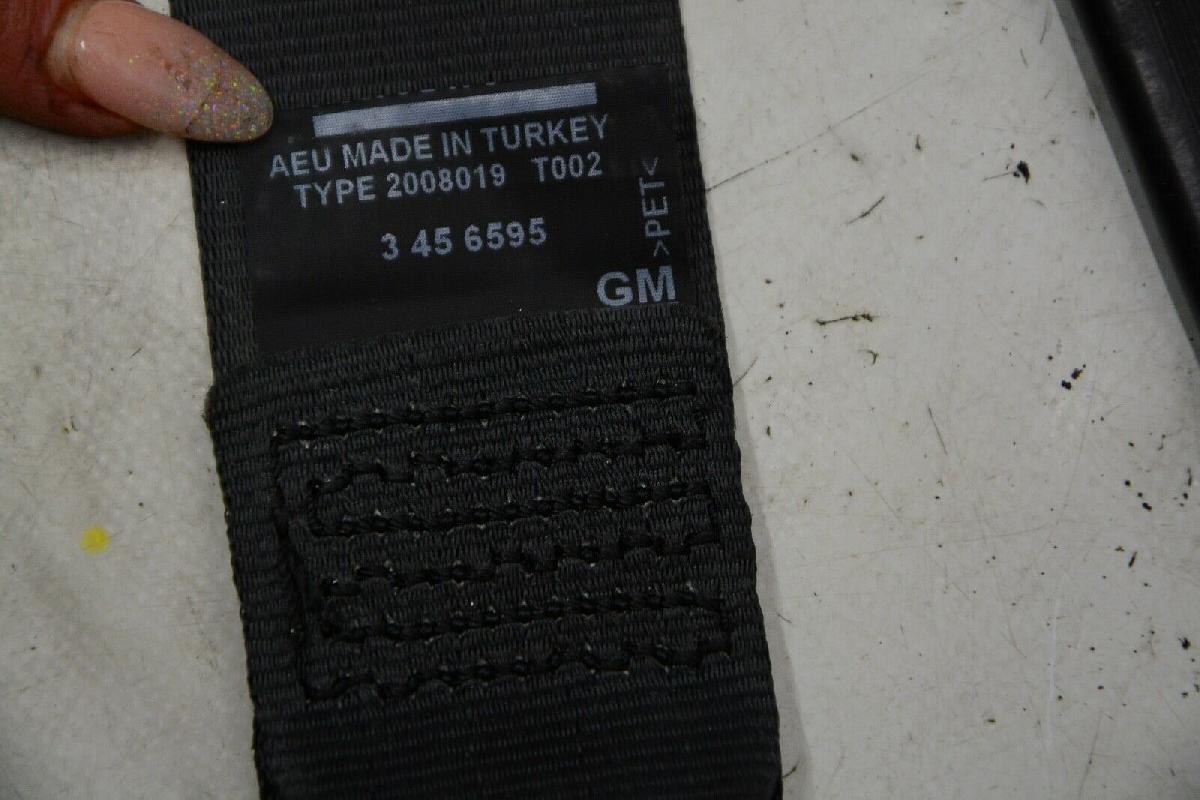 AEU MADE IN TURKEY
TYPE 2008019 T002
>PET<
3 45 6595
GM